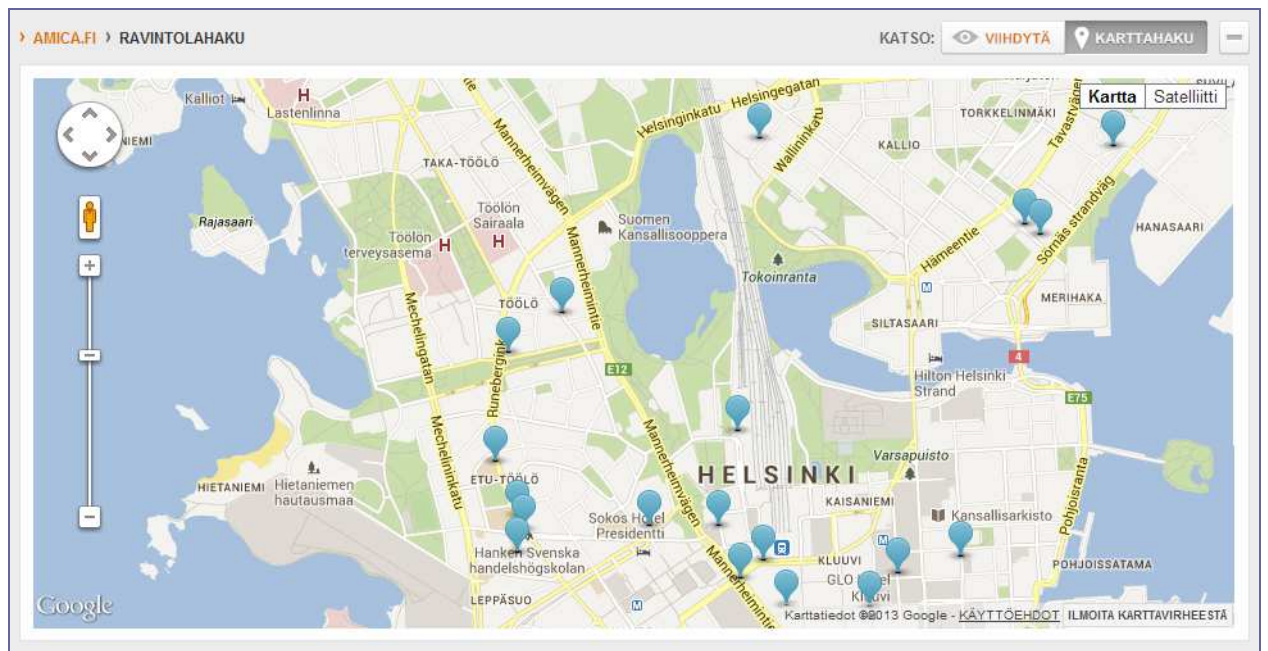 › AMICA.FI › RAVINTOLAHAKU
KATSO: VIIHDYTÄ KARTTAHAKU
Kartta Satelliitti
Kalliot
H
Lastenlinna
NIEMI
TAKA-TÖÖLÖ
Rajasaari
Töölön
Sairaala
H
Töölön
terveysasema
H
Mannerheimvägen
Mannerheimintie
Helsinginkatu
Helsingegatan
Wallininkatu
Suomen
Kansallisooppera
KALLIO
TORKKELINMÄKI
Tavastvägen
Sörnäs strandväg
HANASAARI
Hämeentie
Tokoinranta
M
MERIHAKA
SILTASAARI
4
Hilton Helsinki
Strand
E75
TÖÖLÖ
Mechelingatan
Runebergink
E12
Mechelininkatu
Mannerheimvägen
HELSINKI
Varsapuisto
KAISANIEMI
Kansallisarkisto
Pohjoisranta
HIETANIEMI
Hietaniemen
hautausmaa
ETU-TÖÖLÖ
Sokos Hotel
Presidentti
Hanken Svenska
handelshögskolan
KLUUVI
M
GLO Hotel
Kluuvi
POHJOISSATAMA
LEPPÄSUO
M
Mannerheimintie
Google
Karttatiedot ©2013 Google - KÄYTTÖEHDOT ILMOITA KARTTAVIRHEESTÄ